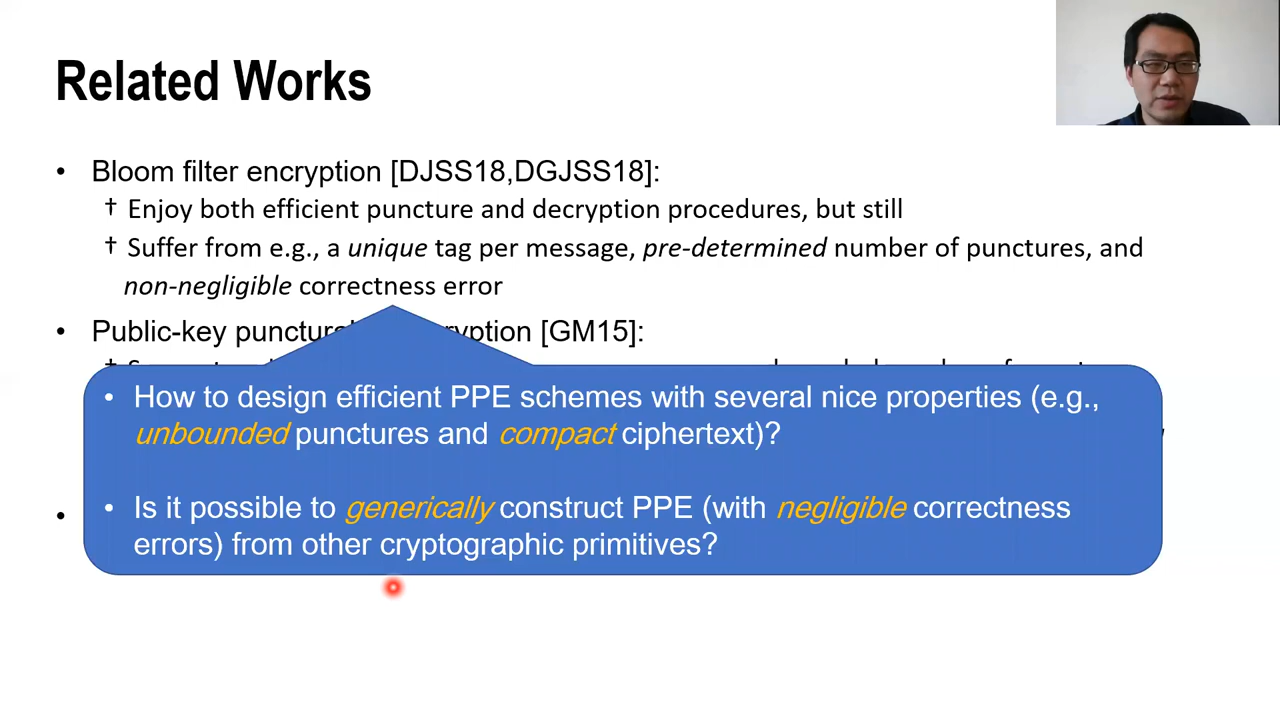 Related Works
• Bloom filter encryption [DJSS18,DGJSS18]:
† Enjoy both efficient puncture and decryption procedures, but still
† Suffer from e.g., a unique tag per message, pre-determined number of punctures, and
non-negligible correctness error
• Public-key punctu ryption [GM15]:
• How to design efficient PPE schemes with several nice properties (e.g.,
unbounded punctures and compact ciphertext)?
• Is it possible to generically construct PPE (with negligible correctness
errors) from other cryptographic primitives?